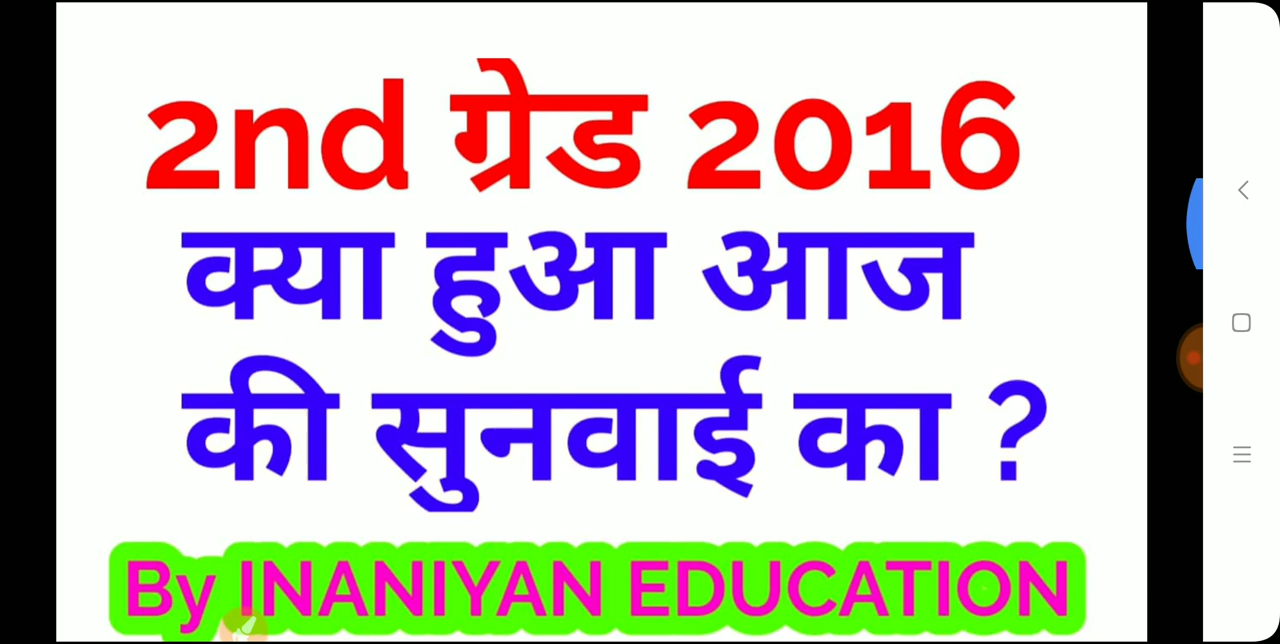 2nd ग्रेड 2016
क्या हुआ आज
की सुनवाई का ?
By INANIYAN EDUCATION